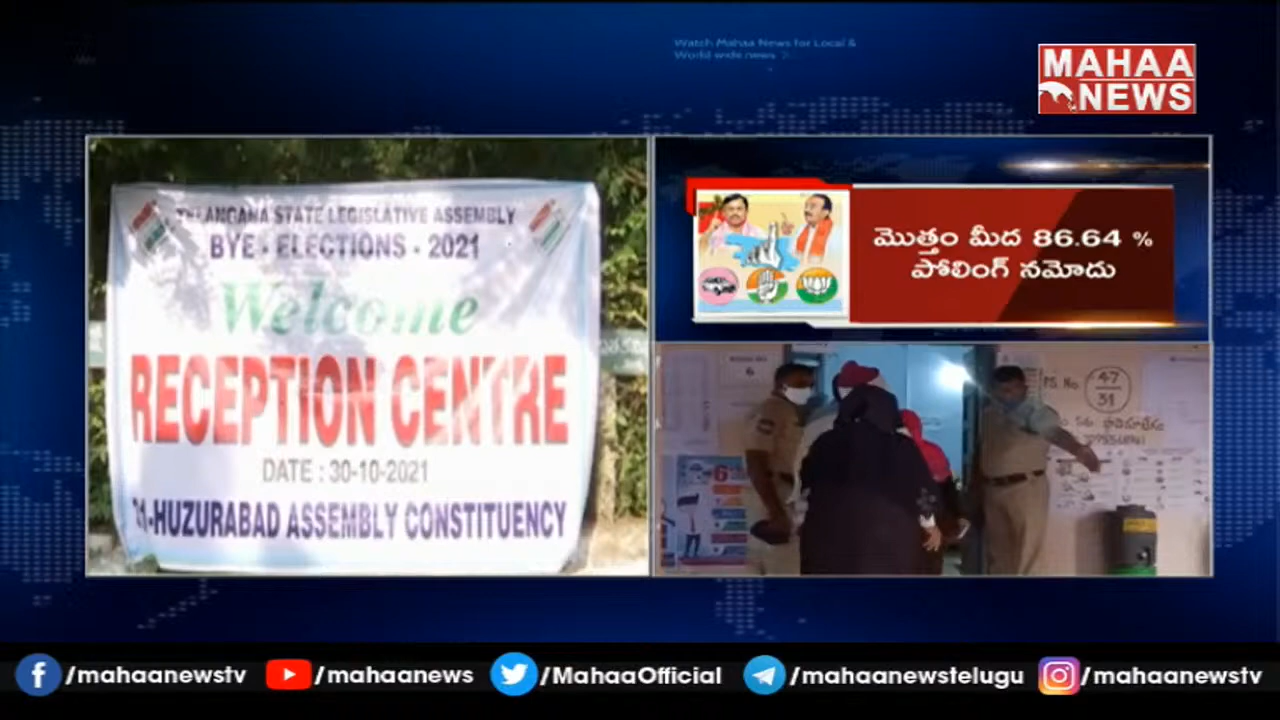 Watch Mahaa News for Local &
World wide news
MAHAA
NEWS
TELANGANA STATE LEGISLATIVE ASSEMBLY
BYE - ELECTIONS - 2021
Welcome
RECEPTION CENTRE
DATE : 30-10-2021
31-HUZURABAD ASSEMBLY CONSTITUENCY
మొత్తం మీద 86.64 %
పోలింగ్ నమోదు
6
P.S. No. 47
31
/mahaanewstv
/mahaanews
/MahaaOfficial
/mahaanewstelugu
/mahaanewstv